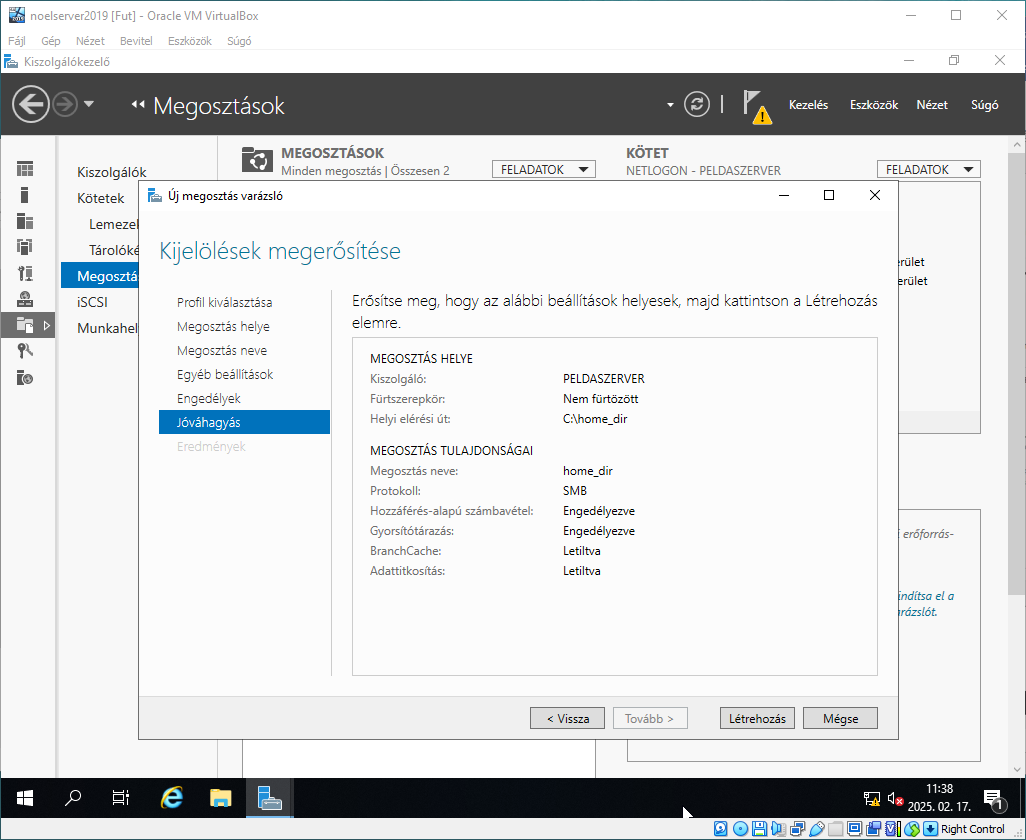 noelserver2019 [Fut] - Oracle VM VirtualBox
Fájl Gép Nézet Bevitel Eszközök Súgó
Kiszolgálókezelő
Megosztások
Kezelés Eszközök Nézet Súgó
Kiszolgálók
Kötetek
Lemezek
Tárolóké
Megosztás
iSCSI
Munkahel
MEGOSZTÁSOK
Minden megosztás | Összesen 2
FELADATOK
KÖTET
NETLOGON - PELDASZERVER
FELADATOK
erület
erület
i erőforrás-
indítsa el a
arázslót.
Új megosztás varázsló
Kijelölések megerősítése
Profil kiválasztása
Megosztás helye
Megosztás neve
Egyéb beállítások
Engedélyek
Jóváhagyás
Eredmények
Erősítse meg, hogy az alábbi beállítások helyesek, majd kattintson a Létrehozás
elemre.
MEGOSZTÁS HELYE
Kiszolgáló: PELDASZERVER
Fürtszerepkör: Nem fürtözött
Helyi elérési út: C:\home_dir
MEGOSZTÁS TULAJDONSÁGAI
Megosztás neve: home_dir
Protokoll: SMB
Hozzáférés-alapú számbavétel: Engedélyezve
Gyorsítótárazás: Engedélyezve
BranchCache: Letiltva
Adattitkosítás: Letiltva
< Vissza Tovább > Létrehozás Mégse
11:38
2025. 02. 17.
1
Right Control